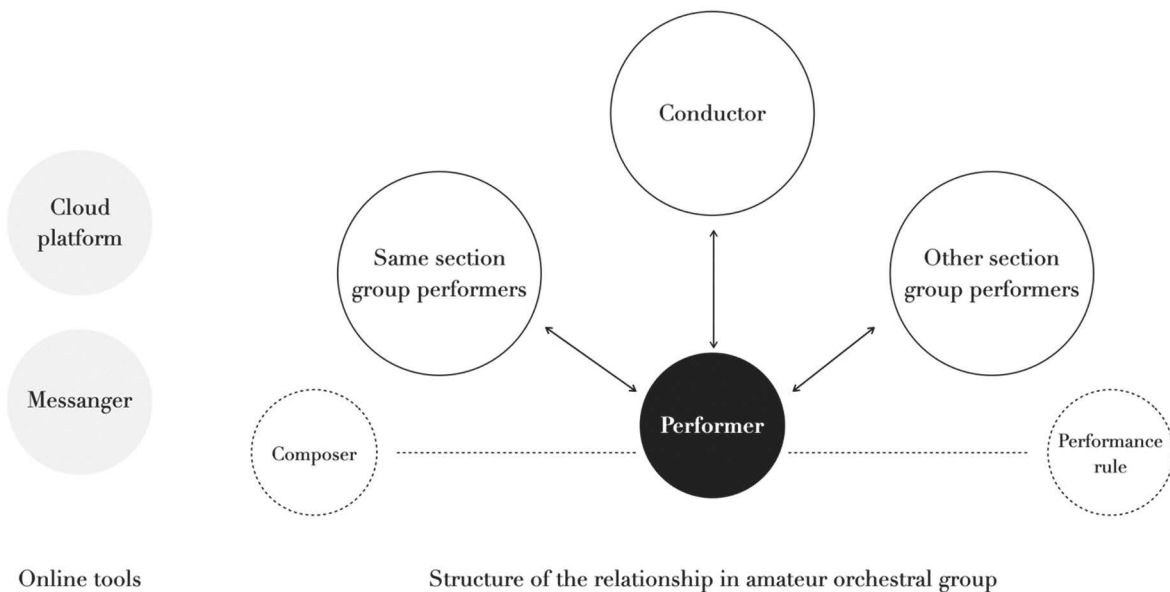 Conductor
Cloud
platform
Same section
group performers
Other section
group performers
Messanger
Performer
Composer
Performance
rule
Online tools
Structure of the relationship in amateur orchestral group